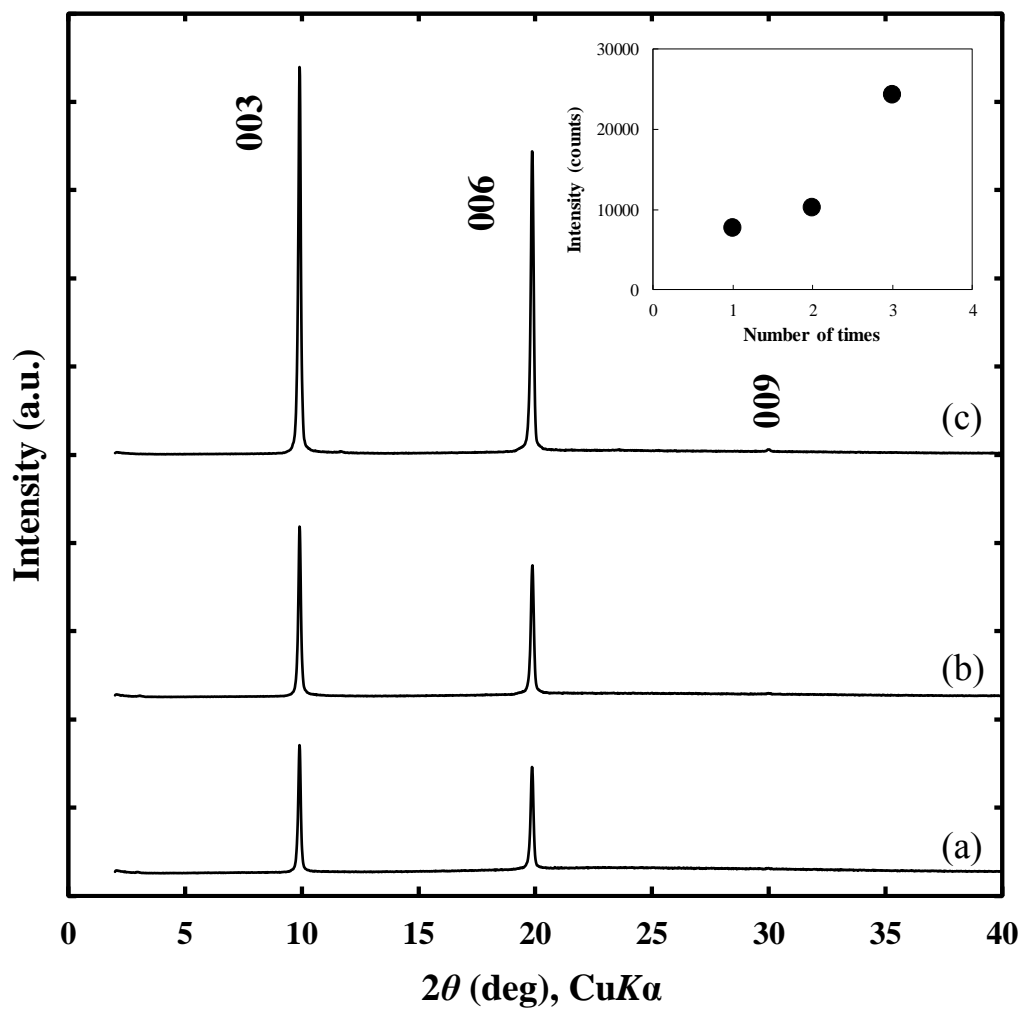 003
006
009
(c)
(b)
(a)
Intensity (a.u.)
0 5 10 15 20 25 30 35 40
2θ (deg), CuKα
30000
20000
10000
0
Intensity (counts)
0 1 2 3 4
Number of times